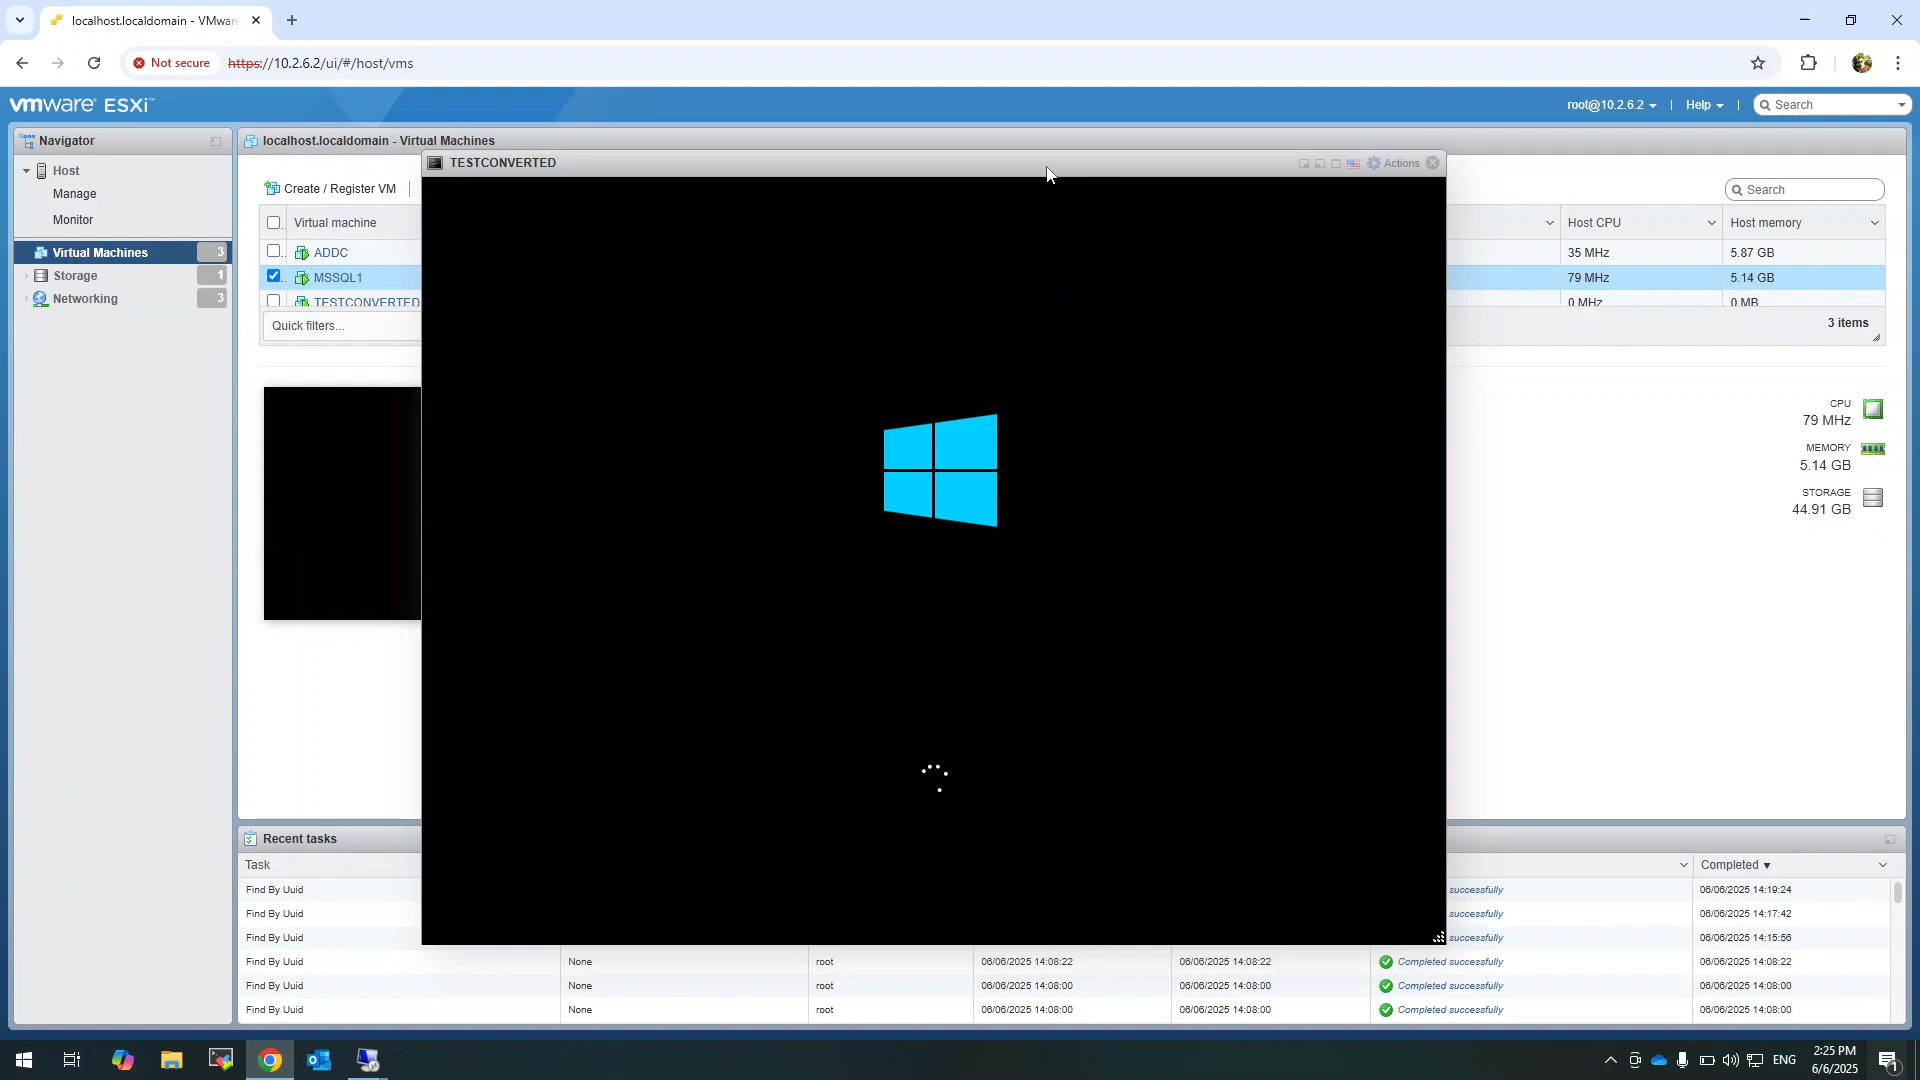 localhost.localdomain - VMware
Not secure
https://10.2.6.2/ui/#/host/vms
vmware ESXi™
root@10.2.6.2
Help
Search
Navigator
Host
Manage
Monitor
Virtual Machines 3
Storage 1
Networking 3
localhost.localdomain - Virtual Machines
TESTCONVERTED
Actions
Create / Register VM
Search
Virtual machine
Host CPU
Host memory
ADDC
35 MHz
5.87 GB
MSSQL1
79 MHz
5.14 GB
TESTCONVERTED
0 MHz
0 MB
Quick filters...
3 items
CPU
79 MHz
MEMORY
5.14 GB
STORAGE
44.91 GB
Recent tasks
Task
Completed ▼
Find By Uuid
successfully
06/06/2025 14:19:24
Find By Uuid
successfully
06/06/2025 14:17:42
Find By Uuid
successfully
06/06/2025 14:15:56
Find By Uuid
None
root
06/06/2025 14:08:22
06/06/2025 14:08:22
Completed successfully
06/06/2025 14:08:22
Find By Uuid
None
root
06/06/2025 14:08:00
06/06/2025 14:08:00
Completed successfully
06/06/2025 14:08:00
Find By Uuid
None
root
06/06/2025 14:08:00
06/06/2025 14:08:00
Completed successfully
06/06/2025 14:08:00
ENG
2:25 PM
6/6/2025
1